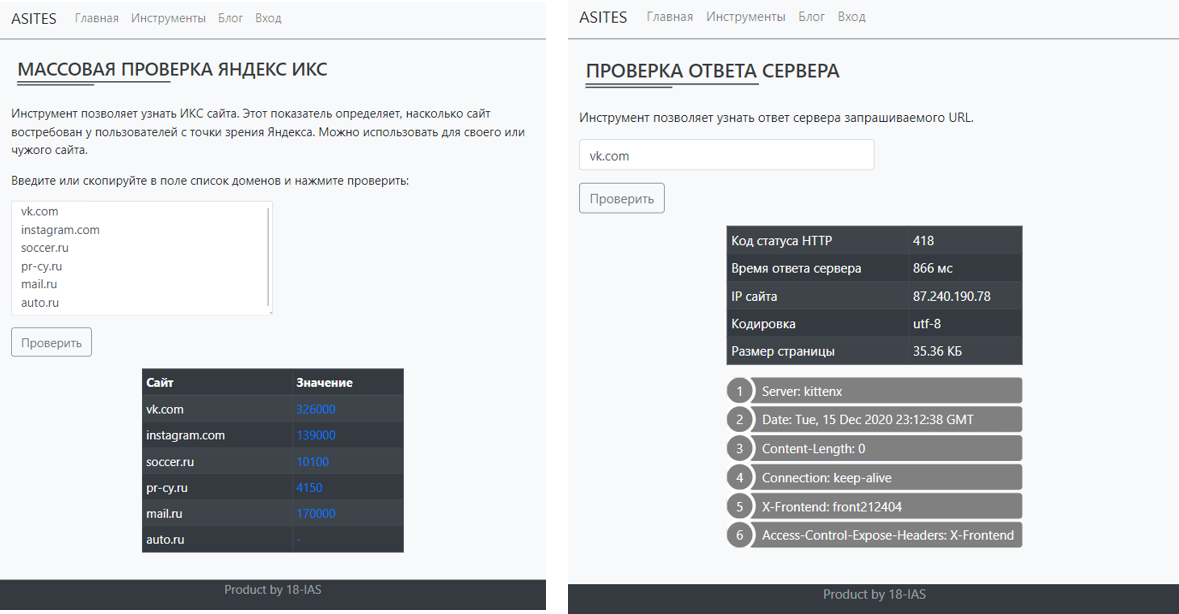 ASITES Главная Инструменты Блог Вход
МАССОВАЯ ПРОВЕРКА ЯНДЕКС ИКС
Инструмент позволяет узнать ИКС сайта. Этот показатель определяет, насколько сайт
востребован у пользователей с точки зрения Яндекса. Можно использовать для своего или
чужого сайта.
Введите или скопируйте в поле список доменов и нажмите проверить:
vk.com
instagram.com
soccer.ru
pr-cy.ru
mail.ru
auto.ru
Проверить
Сайт Значение
vk.com 326000
instagram.com 139000
soccer.ru 10100
pr-cy.ru 4150
mail.ru 170000
auto.ru -
Product by 18-IAS
ASITES Главная Инструменты Блог Вход
ПРОВЕРКА ОТВЕТА СЕРВЕРА
Инструмент позволяет узнать ответ сервера запрашиваемого URL.
vk.com
Проверить
Код статуса HTTP 418
Время ответа сервера 866 мс
IP сайта 87.240.190.78
Кодировка utf-8
Размер страницы 35.36 КБ
1 Server: kittenx
2 Date: Tue, 15 Dec 2020 23:12:38 GMT
3 Content-Length: 0
4 Connection: keep-alive
5 X-Frontend: front212404
6 Access-Control-Expose-Headers: X-Frontend
Product by 18-IAS